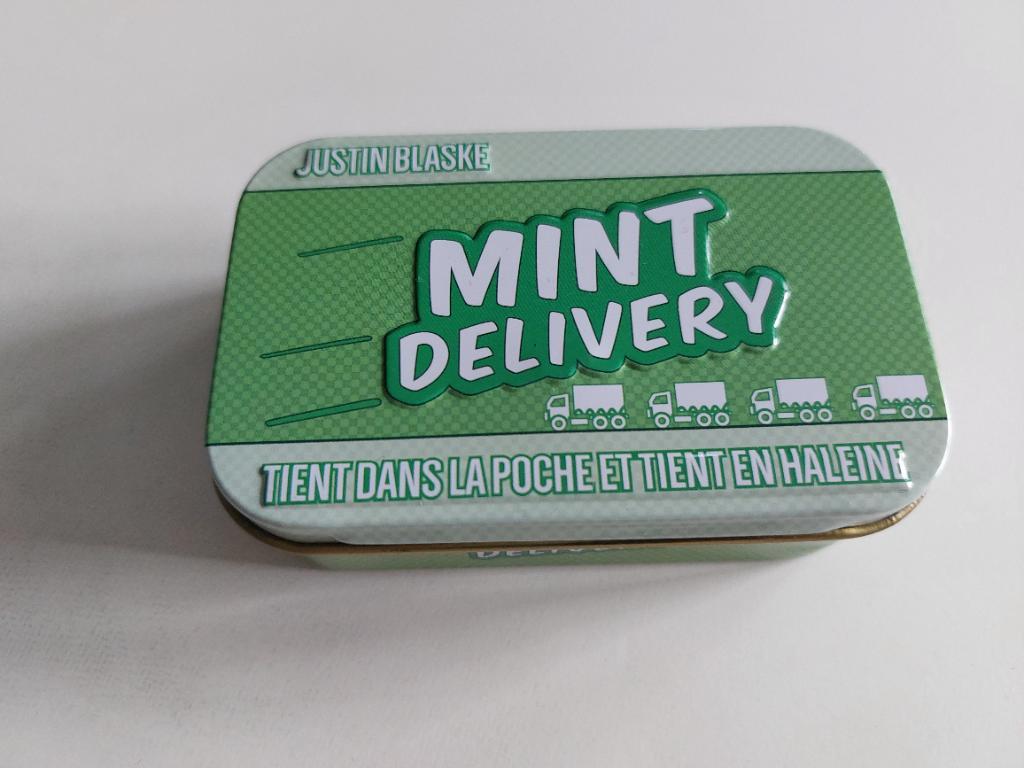 JUSTIN BLASKE
MINT
DELIVERY
TIENT DANS LA POCHE ET TIENT EN HALEINE